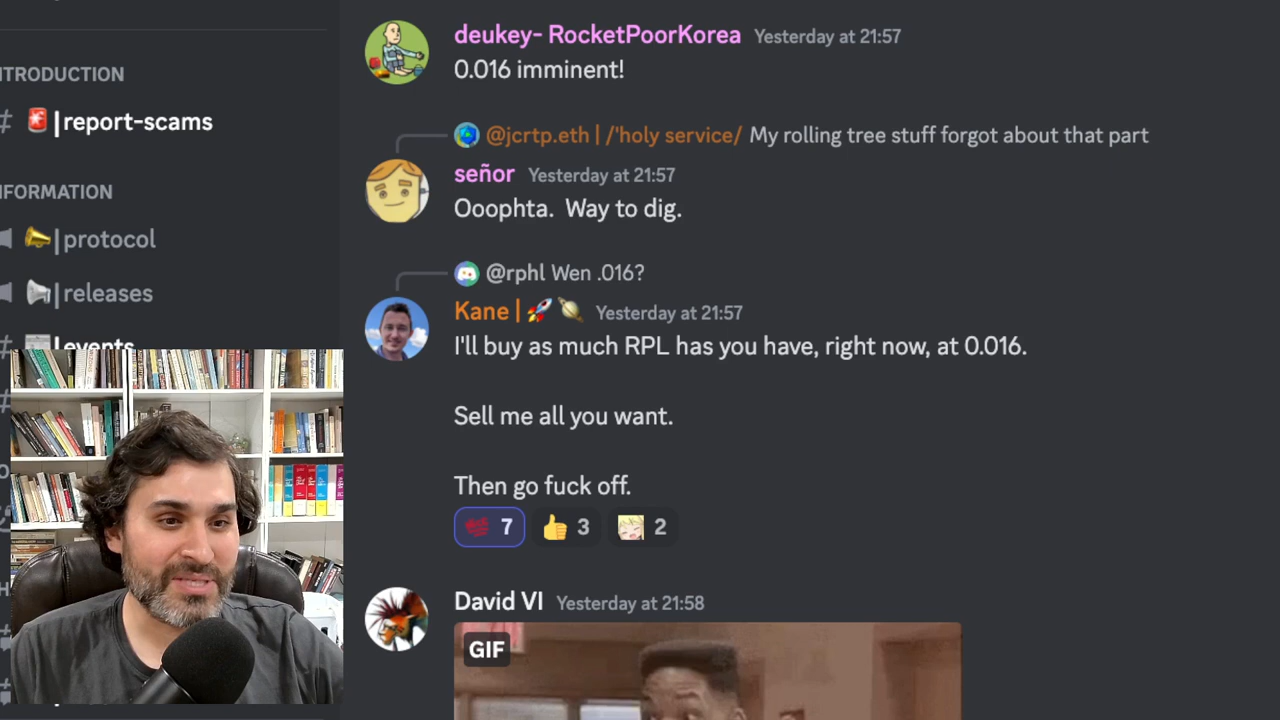 deukey- RocketPoorKorea Yesterday at 21:57
0.016 imminent!
NTRODUCTION
# |report-scams
@jcrtp.eth | /'holy service/ My rolling tree stuff forgot about that part
señor Yesterday at 21:57
NFORMATION
Ooophta. Way to dig.
|protocol
@rphl Wen .016?
|releases
Kane | Yesterday at 21:57
# |events
I'll buy as much RPL has you have, right now, at 0.016.
Sell me all you want.
Then go fuck off.
7 3 2
David VI Yesterday at 21:58
GIF